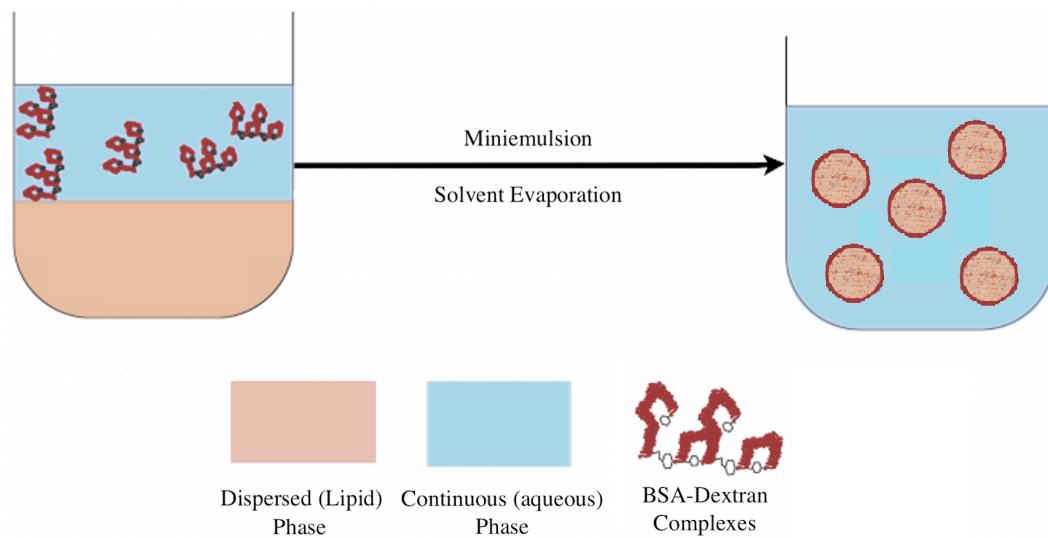 Miniemulsion
Solvent Evaporation
Dispersed (Lipid)
Phase
Continuous (aqueous)
Phase
BSA-Dextran
Complexes